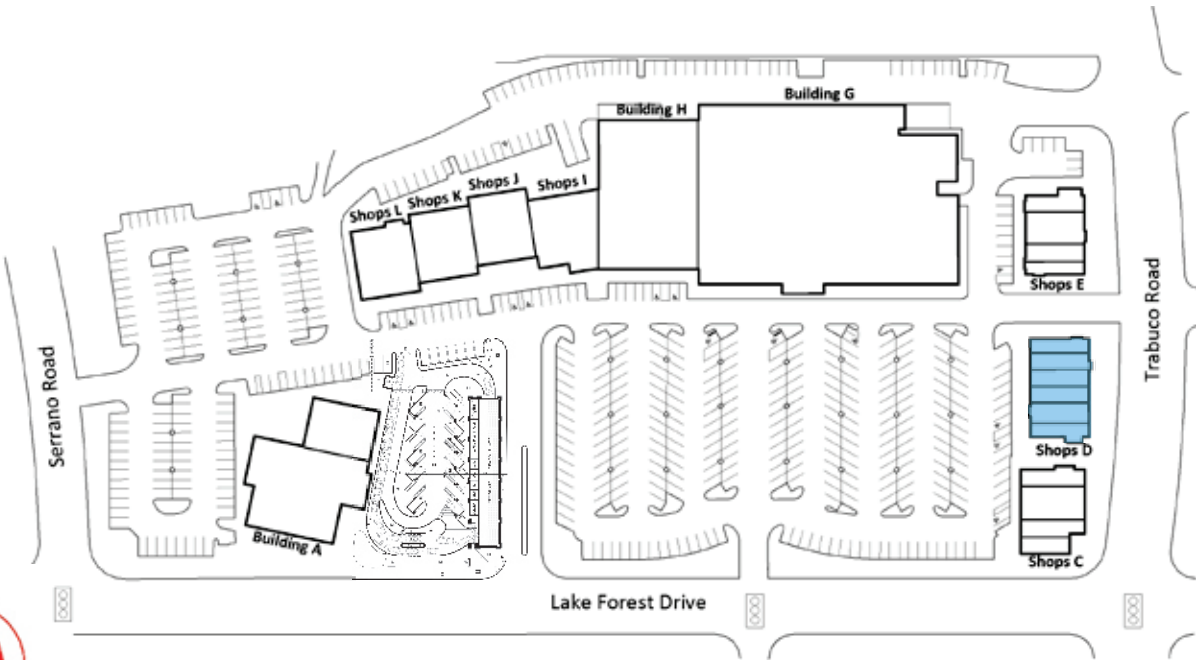 Building G
Building H
Shops J
Shops I
Shops K
Shops L
Shops E
Trabuco Road
Serrano Road
Shops D
Building A
Shops C
Lake Forest Drive